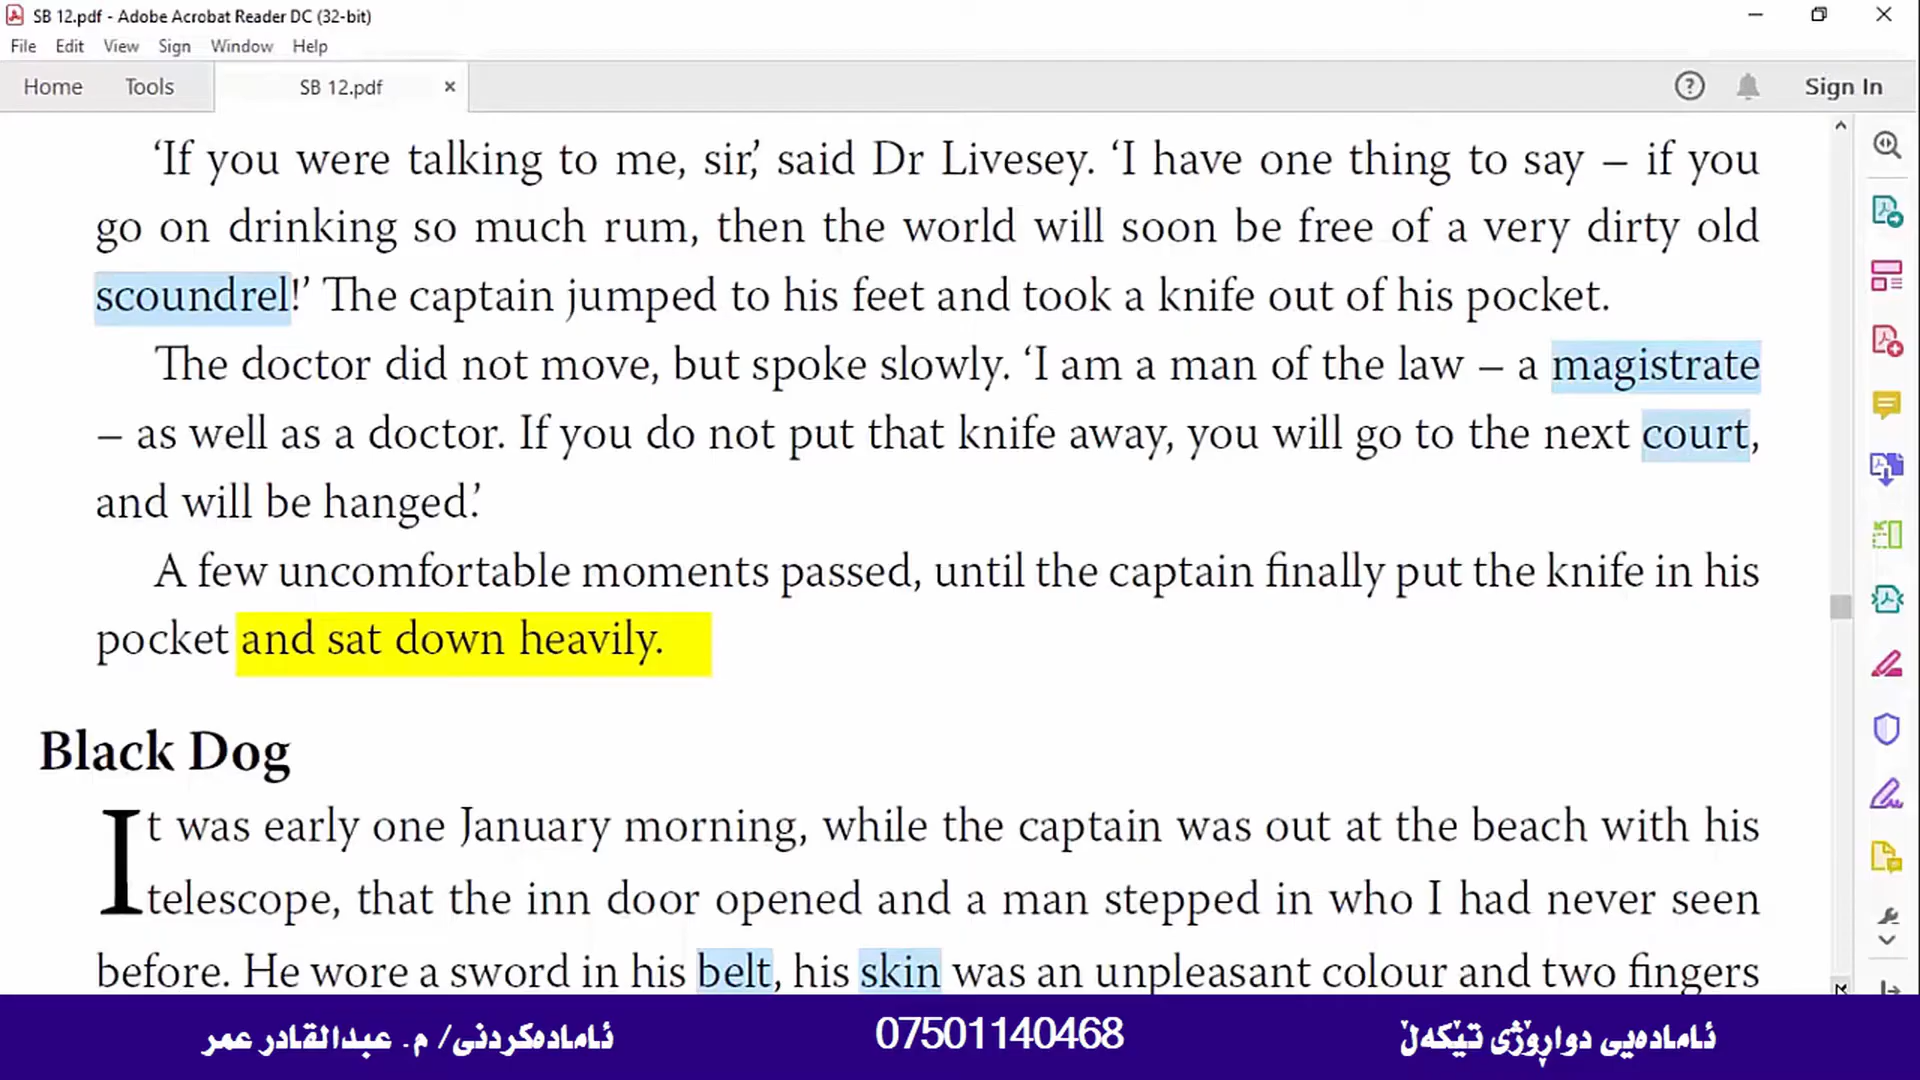 SB 12.pdf - Adobe Acrobat Reader DC (32-bit)
File Edit View Sign Window Help
Home Tools SB 12.pdf × Sign In
‘If you were talking to me, sir,’ said Dr Livesey. ‘I have one thing to say – if you
go on drinking so much rum, then the world will soon be free of a very dirty old
scoundrel!’ The captain jumped to his feet and took a knife out of his pocket.
The doctor did not move, but spoke slowly. ‘I am a man of the law – a magistrate
– as well as a doctor. If you do not put that knife away, you will go to the next court,
and will be hanged.’
A few uncomfortable moments passed, until the captain finally put the knife in his
pocket and sat down heavily.
Black Dog
It was early one January morning, while the captain was out at the beach with his
telescope, that the inn door opened and a man stepped in who I had never seen
before. He wore a sword in his belt, his skin was an unpleasant colour and two fingers
ئامادەیی دواڕۆژی تێکەڵ 07501140468 ئامادەکردنی/ م. عبدالقادر عمر